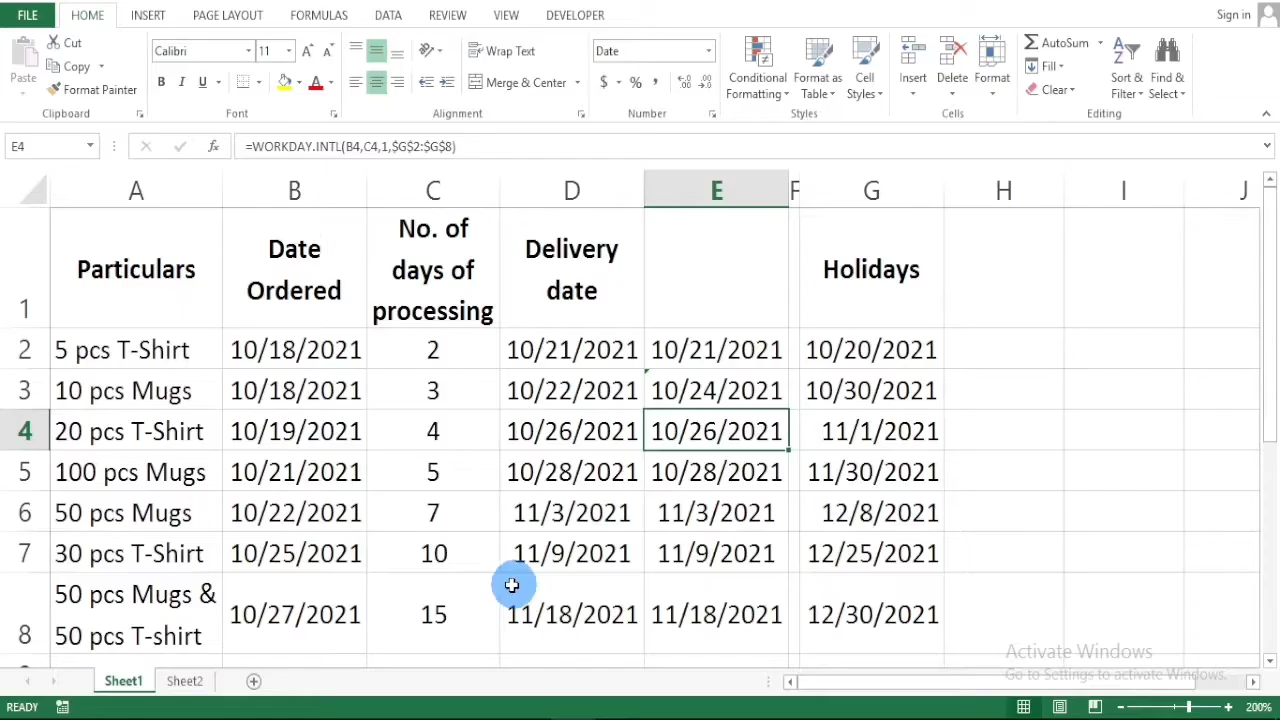 FILE HOME INSERT PAGE LAYOUT FORMULAS DATA REVIEW VIEW DEVELOPER Sign in
Cut
Copy
Format Painter
Paste
Clipboard
Calibri 11
B I U
Font
Wrap Text
Merge & Center
Alignment
Date
$ % ,
Number
Conditional Formatting
Format as Table
Cell Styles
Styles
Insert Delete Format
Cells
AutoSum
Fill
Clear
Sort & Filter
Find & Select
Editing
E4 fx =WORKDAY.INTL(B4,C4,1,$G$2:$G$8)
A B C D E F G H I J
1 Particulars Date Ordered No. of days of processing Delivery date Holidays
2 5 pcs T-Shirt 10/18/2021 2 10/21/2021 10/21/2021 10/20/2021
3 10 pcs Mugs 10/18/2021 3 10/22/2021 10/24/2021 10/30/2021
4 20 pcs T-Shirt 10/19/2021 4 10/26/2021 10/26/2021 11/1/2021
5 100 pcs Mugs 10/21/2021 5 10/28/2021 10/28/2021 11/30/2021
6 50 pcs Mugs 10/22/2021 7 11/3/2021 11/3/2021 12/8/2021
7 30 pcs T-Shirt 10/25/2021 10 11/9/2021 11/9/2021 12/25/2021
8 50 pcs Mugs & 50 pcs T-shirt 10/27/2021 15 11/18/2021 11/18/2021 12/30/2021
Activate Windows
Go to Settings to activate Windows.
Sheet1 Sheet2
READY 200%